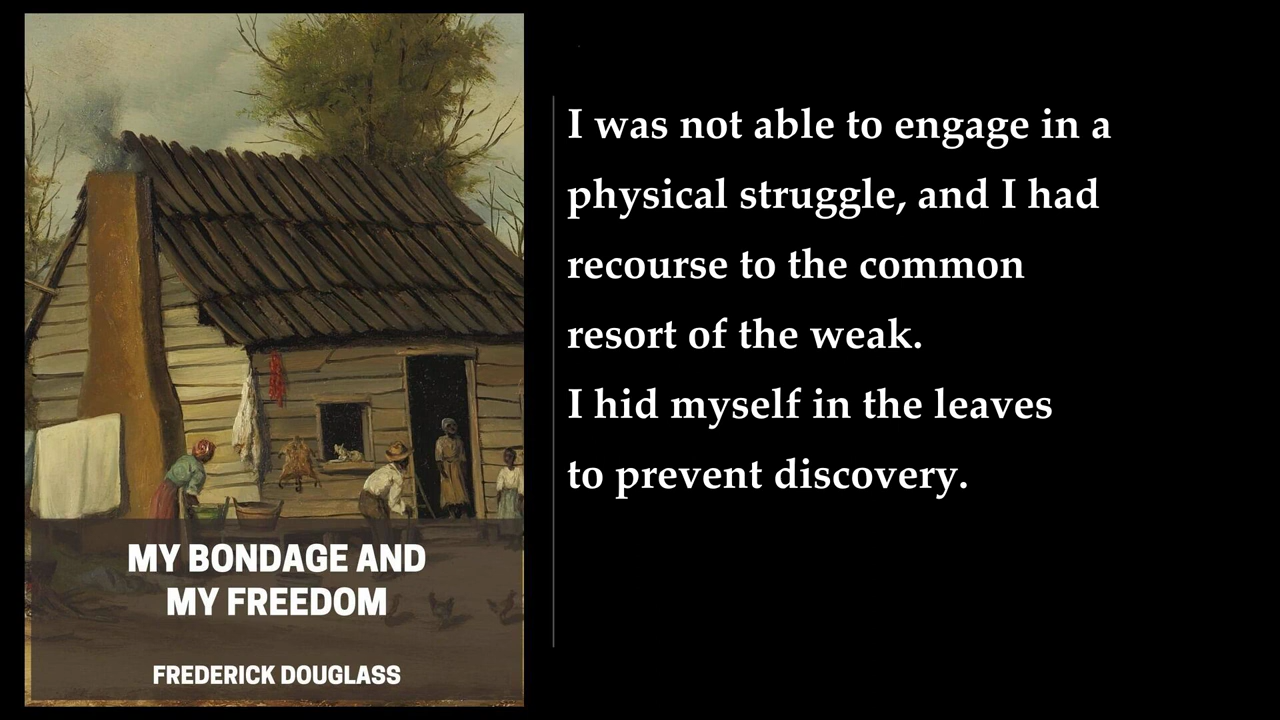 MY BONDAGE AND
MY FREEDOM
FREDERICK DOUGLASS
I was not able to engage in a
physical struggle, and I had
recourse to the common
resort of the weak.
I hid myself in the leaves
to prevent discovery.